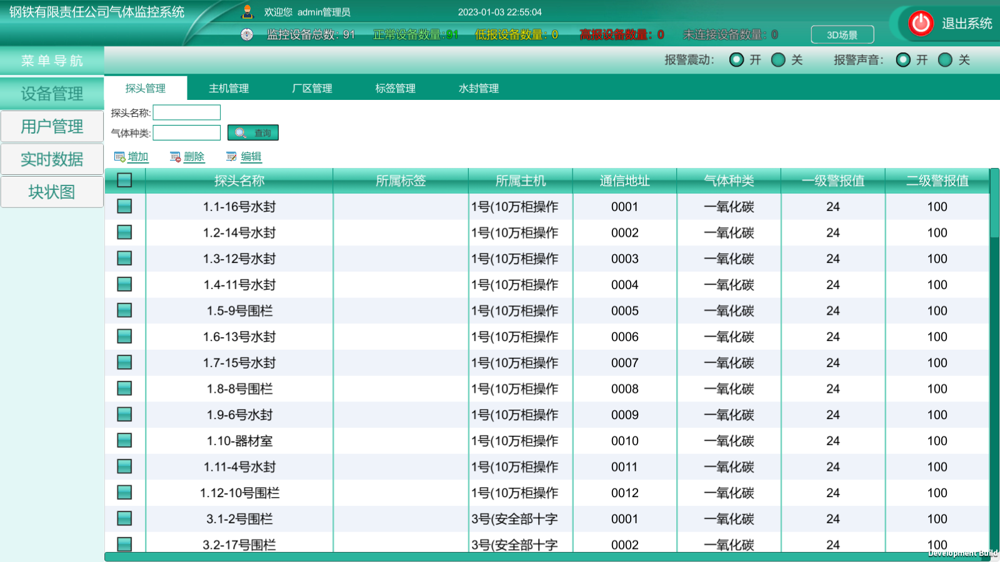 钢铁有限责任公司气体监控系统
欢迎您 admin管理员
2023-01-03 22:55:04
监控设备总数：91 正常设备数量:91 低报设备数量：0 高报设备数量：0 未连接设备数量：0
3D场景
退出系统
菜单导航
报警震动： 开 关 报警声音： 开 关
设备管理
用户管理
实时数据
块状图
探头管理 主机管理 厂区管理 标签管理 水封管理
探头名称:
气体种类: 查询
增加 删除 编辑
探头名称 所属标签 所属主机 通信地址 气体种类 一级警报值 二级警报值
1.1-16号水封 1号(10万柜操作 0001 一氧化碳 24 100
1.2-14号水封 1号(10万柜操作 0002 一氧化碳 24 100
1.3-12号水封 1号(10万柜操作 0003 一氧化碳 24 100
1.4-11号水封 1号(10万柜操作 0004 一氧化碳 24 100
1.5-9号围栏 1号(10万柜操作 0005 一氧化碳 24 100
1.6-13号水封 1号(10万柜操作 0006 一氧化碳 24 100
1.7-15号水封 1号(10万柜操作 0007 一氧化碳 24 100
1.8-8号围栏 1号(10万柜操作 0008 一氧化碳 24 100
1.9-6号水封 1号(10万柜操作 0009 一氧化碳 24 100
1.10-器材室 1号(10万柜操作 0010 一氧化碳 24 100
1.11-4号水封 1号(10万柜操作 0011 一氧化碳 24 100
1.12-10号围栏 1号(10万柜操作 0012 一氧化碳 24 100
3.1-2号围栏 3号(安全部十字 0001 一氧化碳 24 100
3.2-17号围栏 3号(安全部十字 0002 一氧化碳 24 100
Development Build